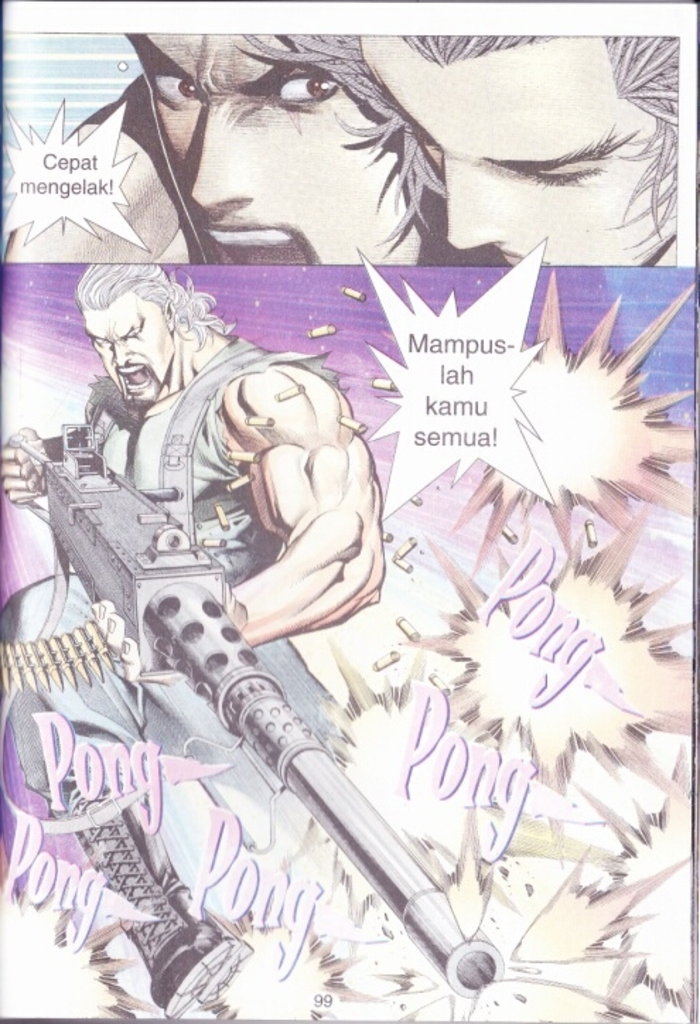 Cepat
mengelak!
Mampus-
lah
kamu
semua!
Pong
Pong
Pong
Pong
Pong
99